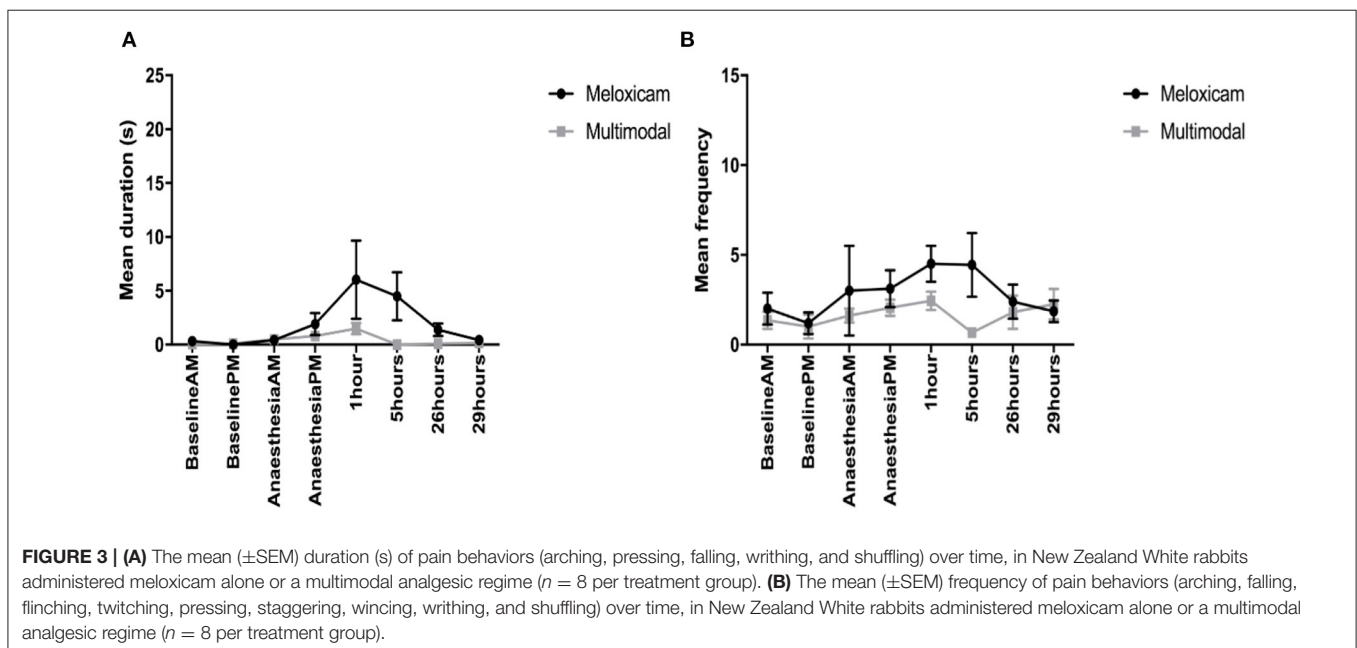 A
25
20
15
10
5
0
Mean duration (s)
Meloxicam
Multimodal
BaselineAM
BaselinePM
AnaesthesiaAM
AnaesthesiaPM
1hour
5hours
26hours
29hours
B
15
10
5
0
Mean frequency
Meloxicam
Multimodal
BaselineAM
BaselinePM
AnaesthesiaAM
AnaesthesiaPM
1hour
5hours
26hours
29hours
FIGURE 3 | (A) The mean (±SEM) duration (s) of pain behaviors (arching, pressing, falling, writhing, and shuffling) over time, in New Zealand White rabbits
administered meloxicam alone or a multimodal analgesic regime (n = 8 per treatment group). (B) The mean (±SEM) frequency of pain behaviors (arching, falling,
flinching, twitching, pressing, staggering, wincing, writhing, and shuffling) over time, in New Zealand White rabbits administered meloxicam alone or a multimodal
analgesic regime (n = 8 per treatment group).